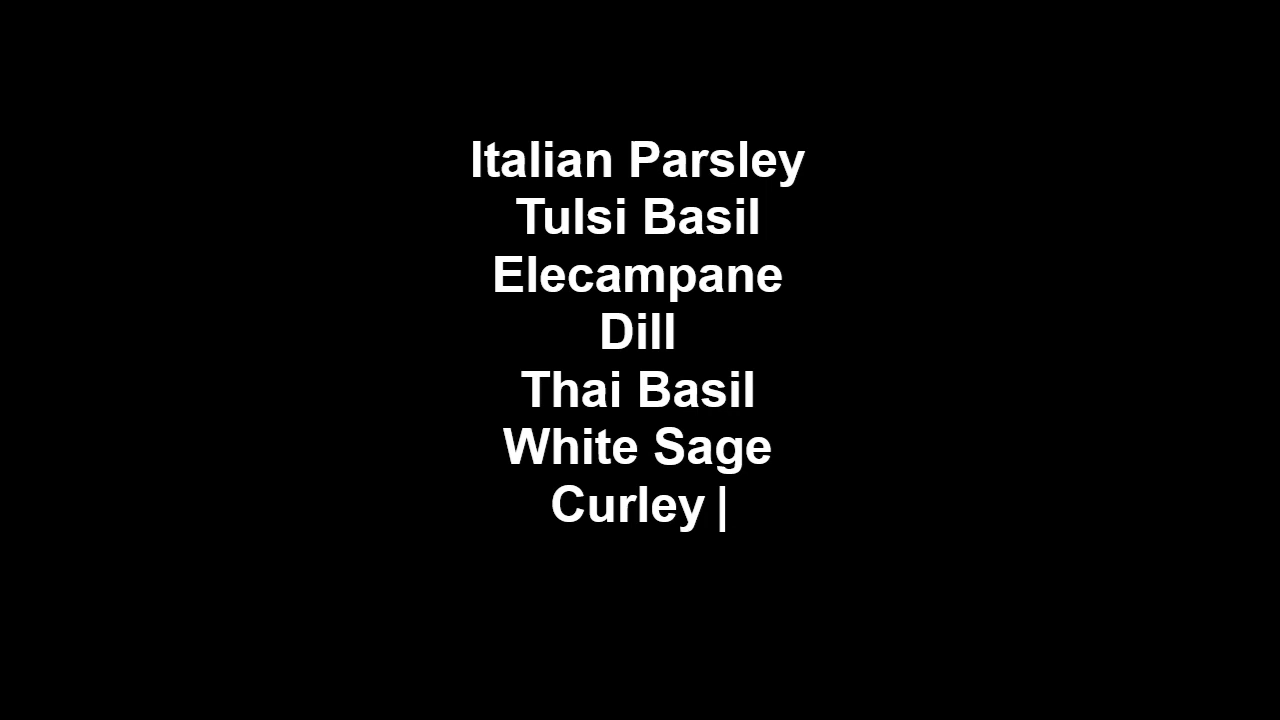 Italian Parsley
Tulsi Basil
Elecampane
Dill
Thai Basil
White Sage
Curley |